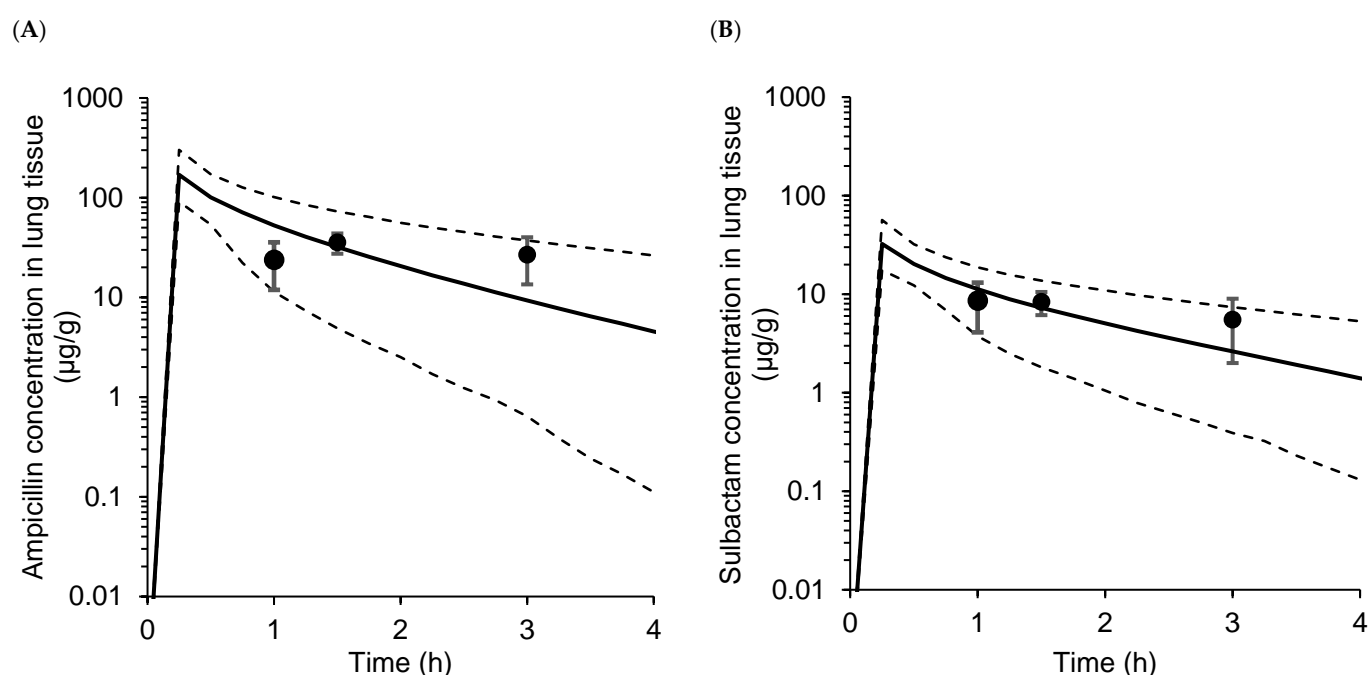 (A)
Ampicillin concentration in lung tissue
(µg/g)
1000
100
10
1
0.1
0.01
0
1
2
3
4
Time (h)
(B)
Sulbactam concentration in lung tissue
(µg/g)
1000
100
10
1
0.1
0.01
0
1
2
3
4
Time (h)